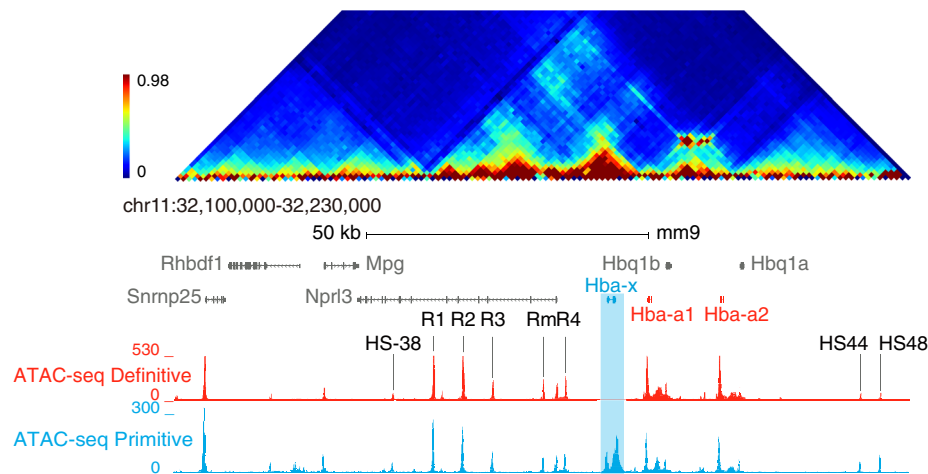 0.98
0
chr11:32,100,000-32,230,000
50 kb mm9
Rhbdf1 Mpg Hbq1b Hbq1a
Snrnp25 Nprl3 Hba-x
Hba-a1 Hba-a2
R1 R2 R3 Rm R4
HS-38 HS44 HS48
530
ATAC-seq Definitive
0
300
ATAC-seq Primitive
0